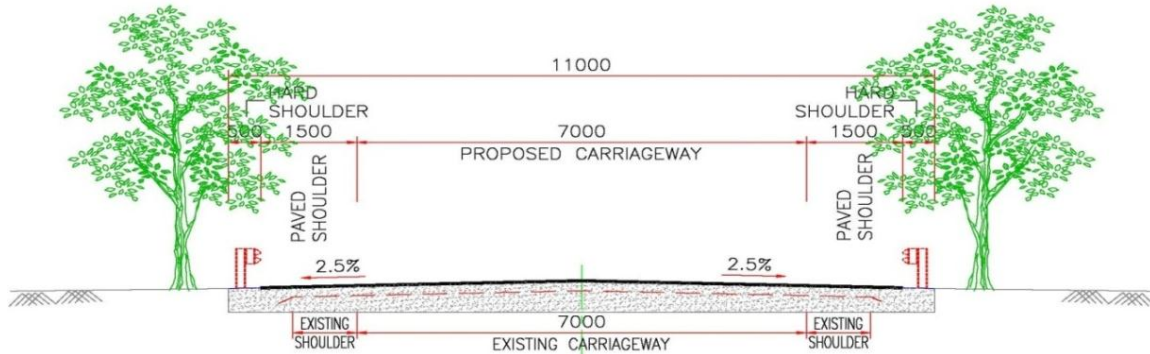 11000
HARD
SHOULDER
HARD
SHOULDER
500 1500 7000 1500 500
PROPOSED CARRIAGEWAY
PAVED
SHOULDER
PAVED
SHOULDER
2.5% 2.5%
EXISTING
SHOULDER
7000
EXISTING CARRIAGEWAY
EXISTING
SHOULDER